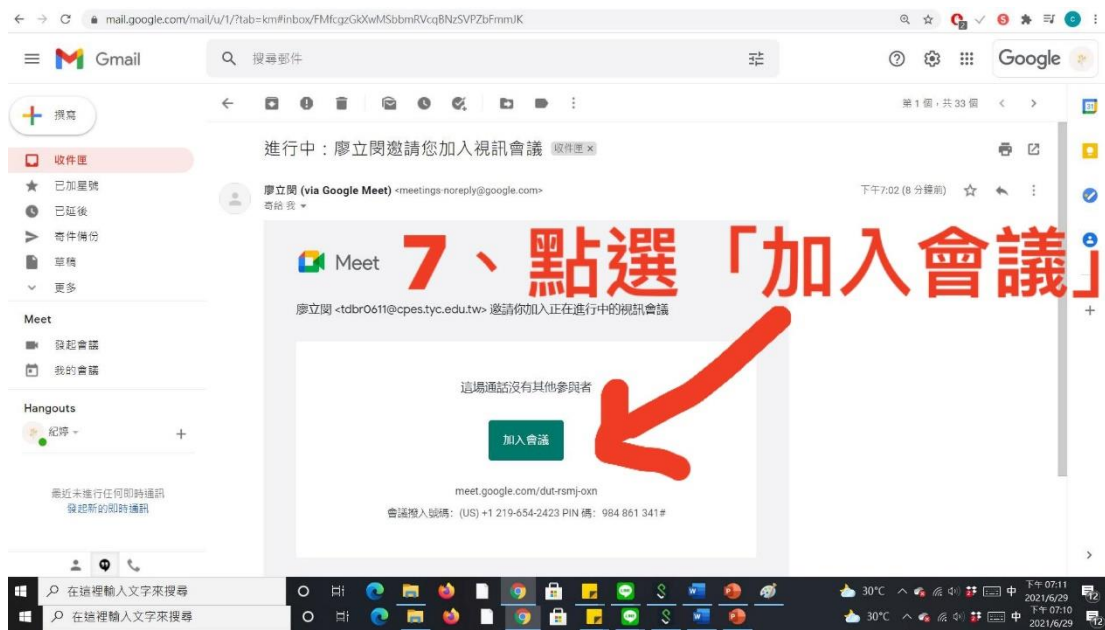 mail.google.com/mail/u/1/?tab=km#inbox/FMfcgzGkXwMSbbmRVcqBNzSVPZbFmmJK
Gmail
搜尋郵件
Google
撰寫
第 1 個，共 33 個
收件匣
已加星號
已延後
寄件備份
草稿
更多
Meet
發起會議
我的會議
Hangouts
紀婷
最近未進行任何即時通訊
發起新的即時通訊
進行中：廖立閔邀請您加入視訊會議 收件匣 ×
廖立閔 (via Google Meet) <meetings-noreply@google.com>
寄給 我
下午7:02 (8 分鐘前)
7、點選「加入會議」
Meet
廖立閔 <tdbr0611@cpes.tyc.edu.tw> 邀請你加入正在進行中的視訊會議
這場通話沒有其他參與者
加入會議
meet.google.com/dut-rsmj-oxn
會議撥入號碼：(US) +1 219-654-2423 PIN 碼：984 861 341#
在這裡輸入文字來搜尋
30°C
中
下午 07:11
2021/6/29
12
在這裡輸入文字來搜尋
30°C
中
下午 07:10
2021/6/29
12